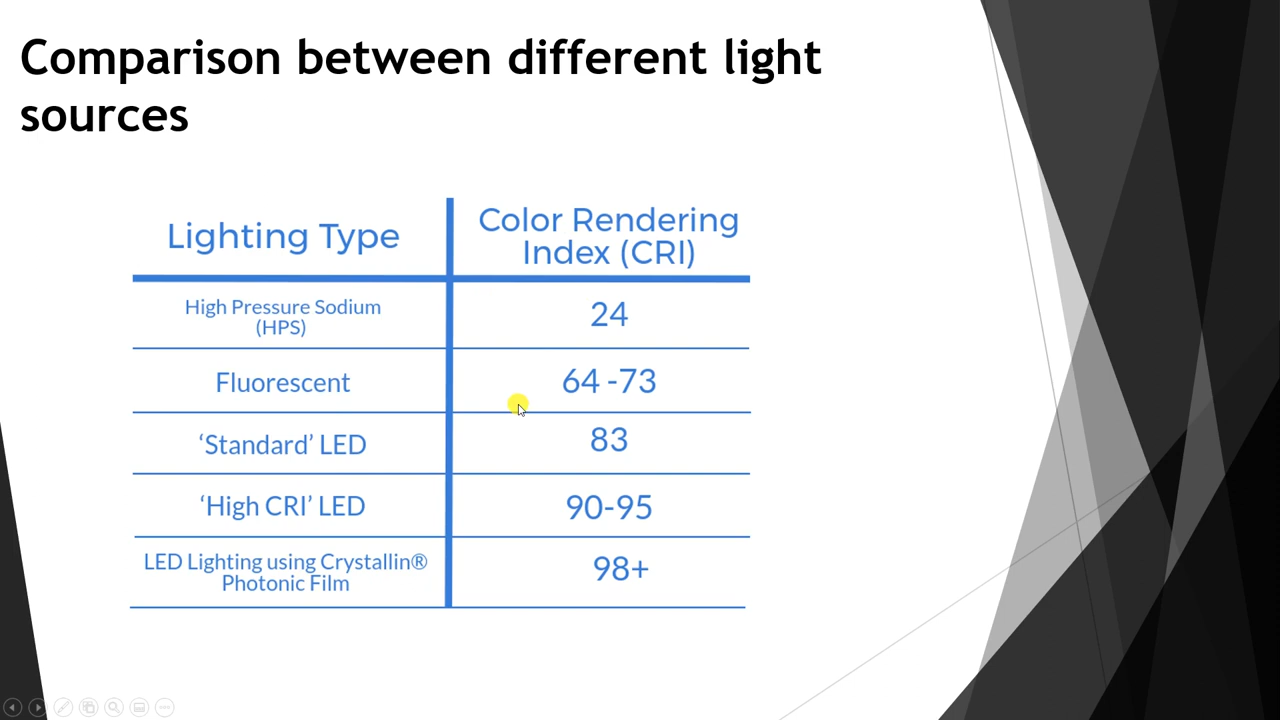 Comparison between different light
sources
Lighting Type
Color Rendering
Index (CRI)
High Pressure Sodium
(HPS)
24
Fluorescent
64 -73
‘Standard’ LED
83
‘High CRI’ LED
90-95
LED Lighting using Crystallin®
Photonic Film
98+